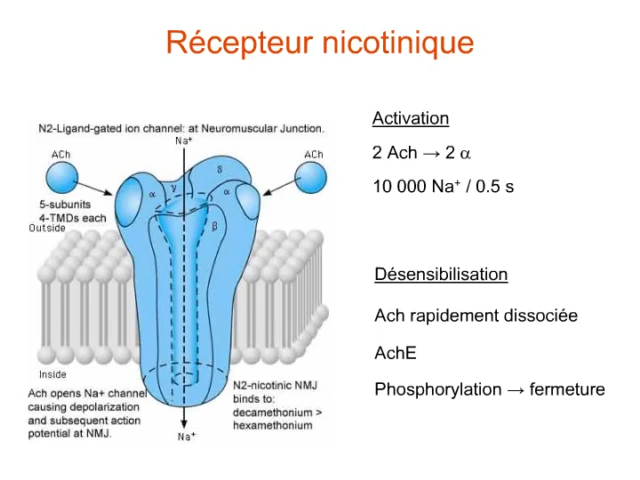 Récepteur nicotinique
N2-Ligand-gated ion channel: at Neuromuscular Junction.
Na⁺
ACh
ACh
δ
γ
α
α
β
5-subunits
4-TMDs each
Outside
Inside
Ach opens Na+ channel
causing depolarization
and subsequent action
potential at NMJ.
Na⁺
N2-nicotinic NMJ
binds to:
decamethonium >
hexamethonium
Activation
2 Ach → 2 α
10 000 Na⁺ / 0.5 s
Désensibilisation
Ach rapidement dissociée
AchE
Phosphorylation → fermeture